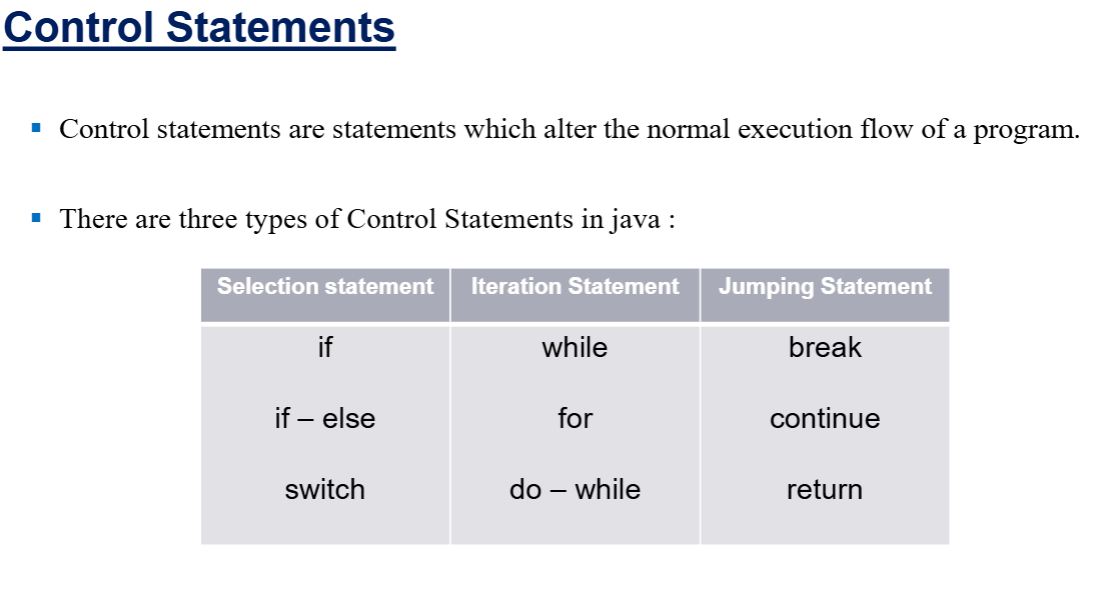 Control Statements
Control statements are statements which alter the normal execution flow of a program.
There are three types of Control Statements in java :
Selection statement Iteration Statement Jumping Statement
if while break
if – else for continue
switch do – while return